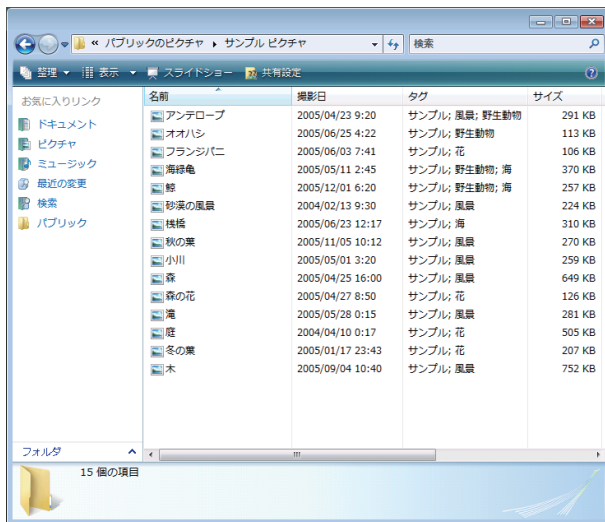 « パブリックのピクチャ ▸ サンプル ピクチャ 検索
整理 表示 スライドショー 共有設定
お気に入りリンク
ドキュメント
ピクチャ
ミュージック
最近の変更
検索
パブリック
名前 撮影日 タグ サイズ
アンテロープ 2005/04/23 9:20 サンプル; 風景; 野生動物 291 KB
オオハシ 2005/06/25 4:22 サンプル; 野生動物 113 KB
フランジパニ 2005/06/03 7:41 サンプル; 花 106 KB
海緑亀 2005/05/11 2:45 サンプル; 野生動物; 海 370 KB
鯨 2005/12/01 6:20 サンプル; 野生動物; 海 257 KB
砂漠の風景 2004/02/13 9:30 サンプル; 風景 224 KB
桟橋 2005/06/23 12:17 サンプル; 海 310 KB
秋の葉 2005/11/05 10:12 サンプル; 風景 270 KB
小川 2005/05/01 3:20 サンプル; 風景 259 KB
森 2005/04/25 16:00 サンプル; 風景 649 KB
森の花 2005/04/27 8:50 サンプル; 花 126 KB
滝 2005/05/28 0:15 サンプル; 風景 281 KB
庭 2004/04/10 0:17 サンプル; 花 505 KB
冬の葉 2005/01/17 23:43 サンプル; 花 207 KB
木 2005/09/04 10:40 サンプル; 風景 752 KB
フォルダ
15 個の項目